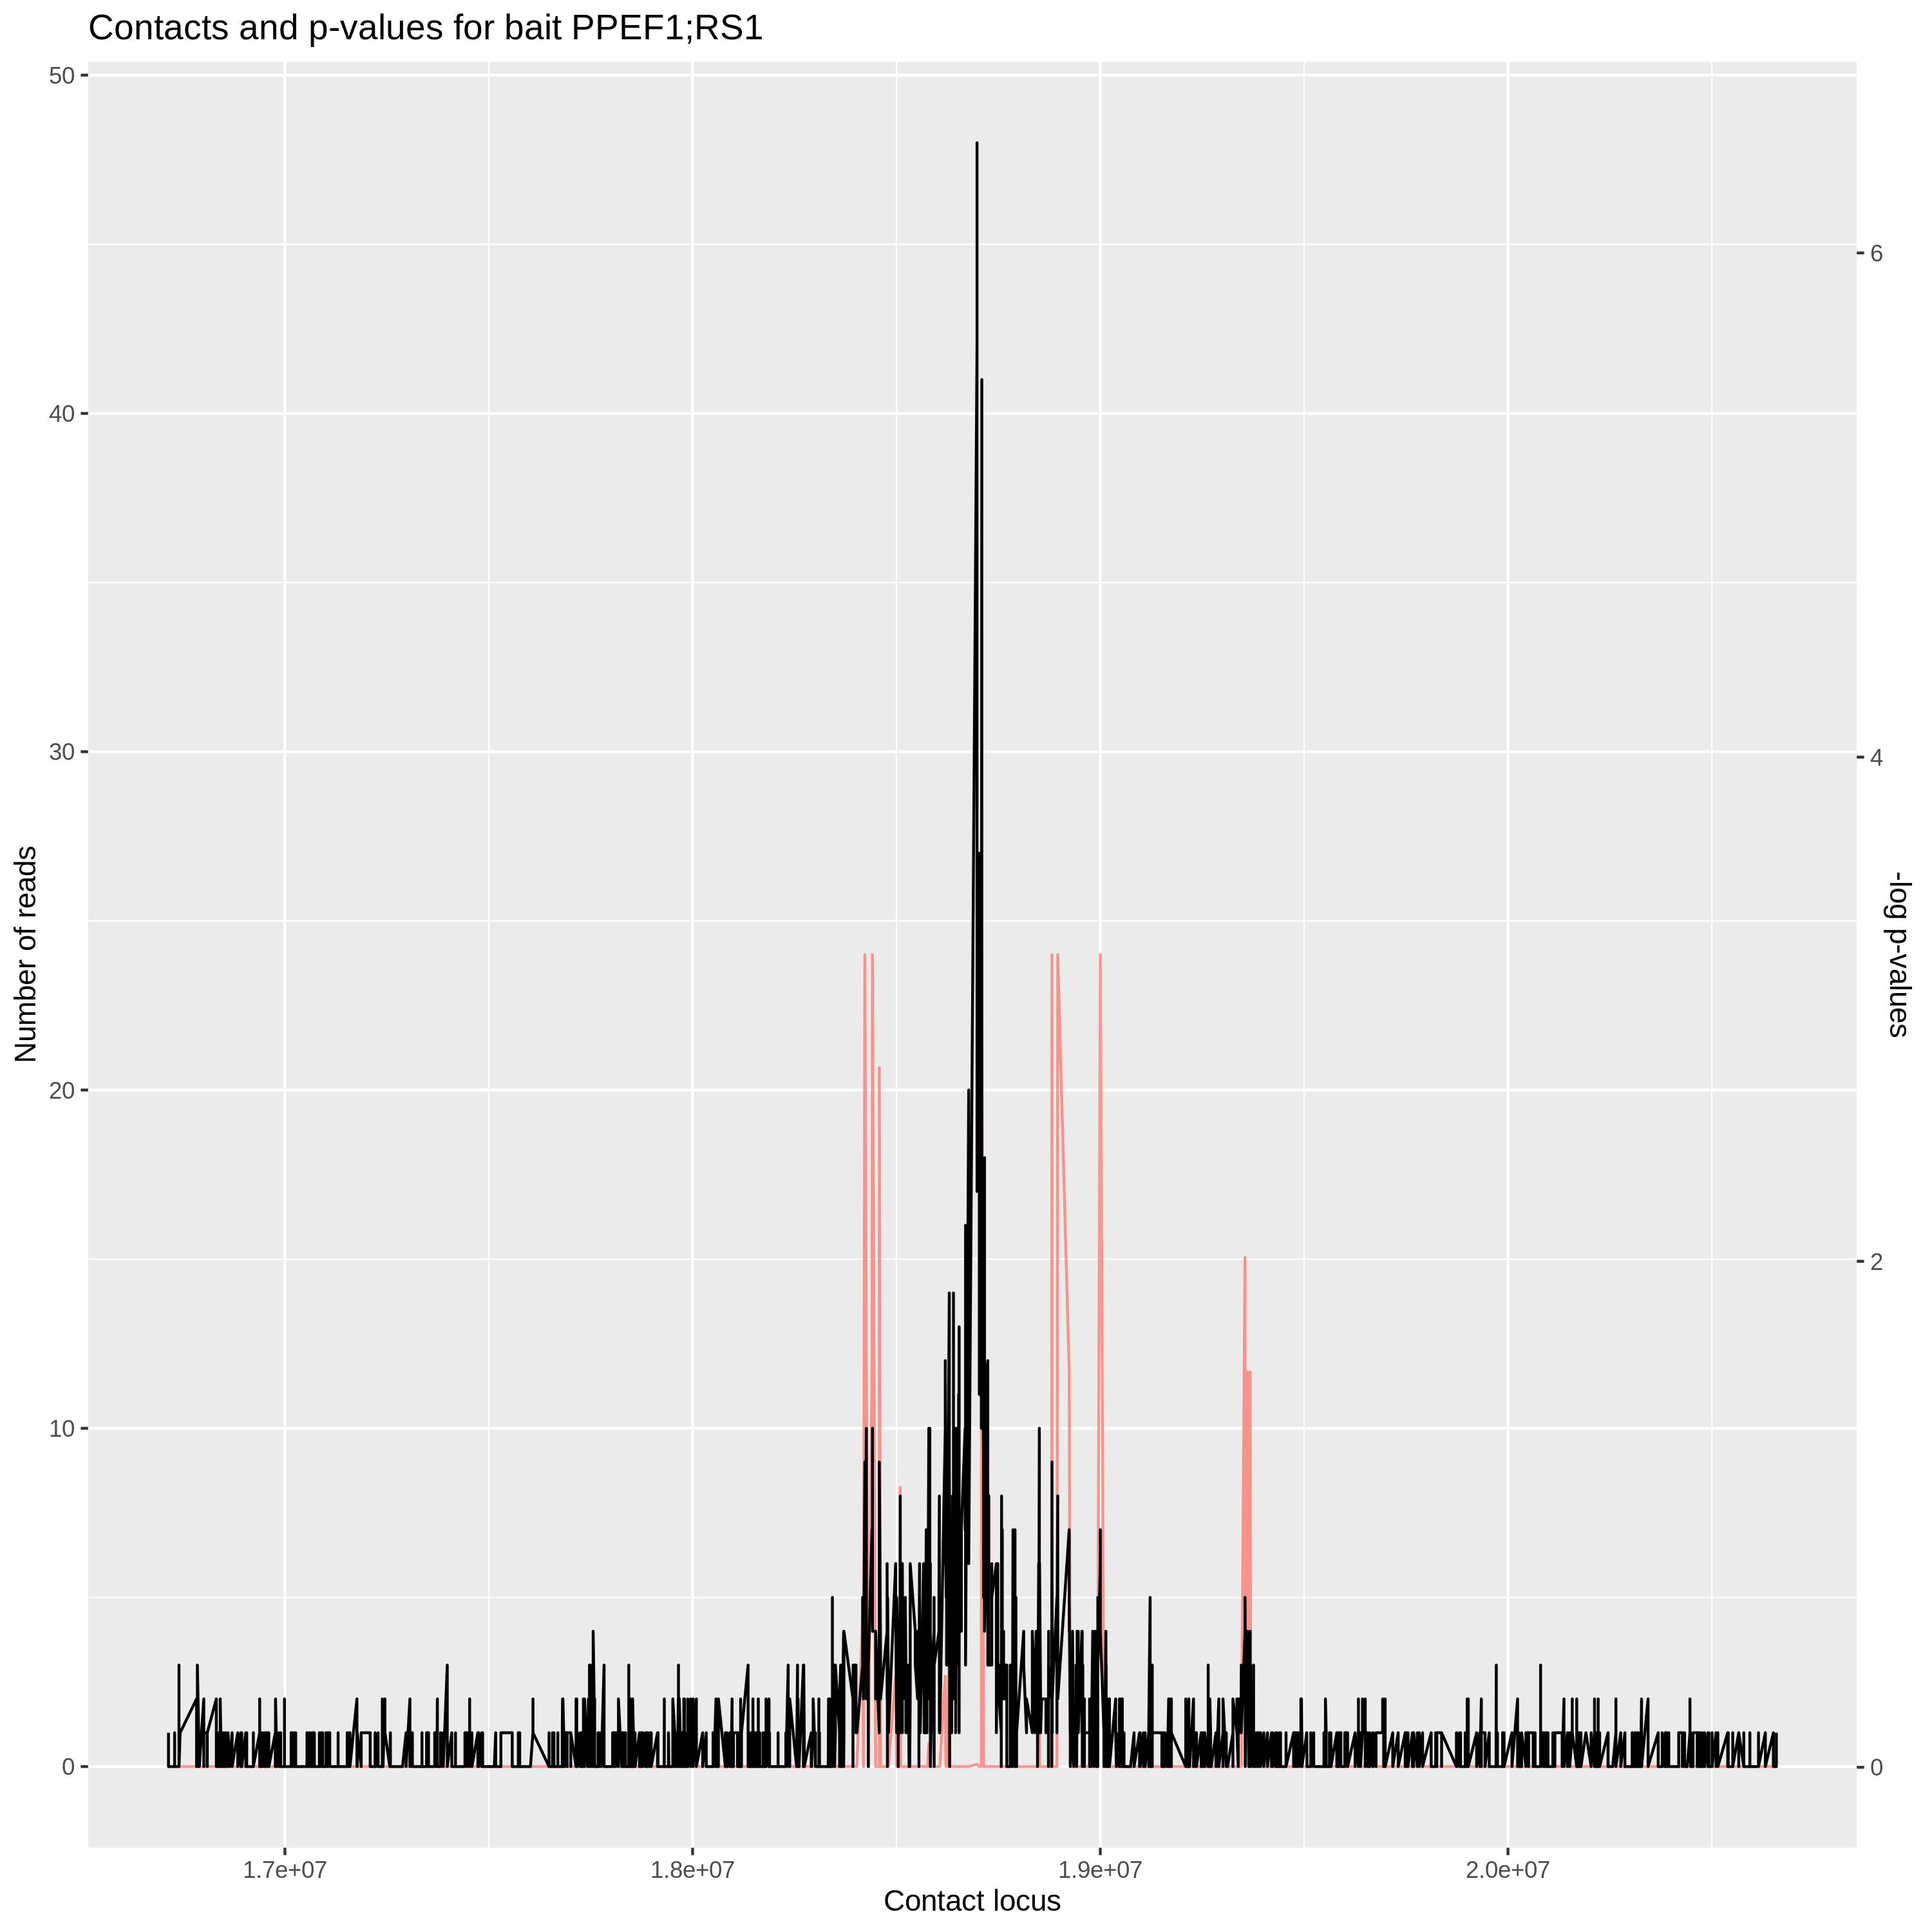 Contacts and p-values for bait PPEF1;RS1
50
40
30
20
10
0
Number of reads
6
4
2
0
-log p-values
1.7e+07
1.8e+07
1.9e+07
2.0e+07
Contact locus